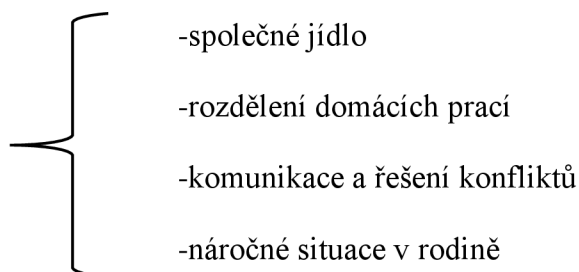 -společné jídlo
-rozdělení domácích prací
-komunikace a řešení konfliktů
-náročné situace v rodině